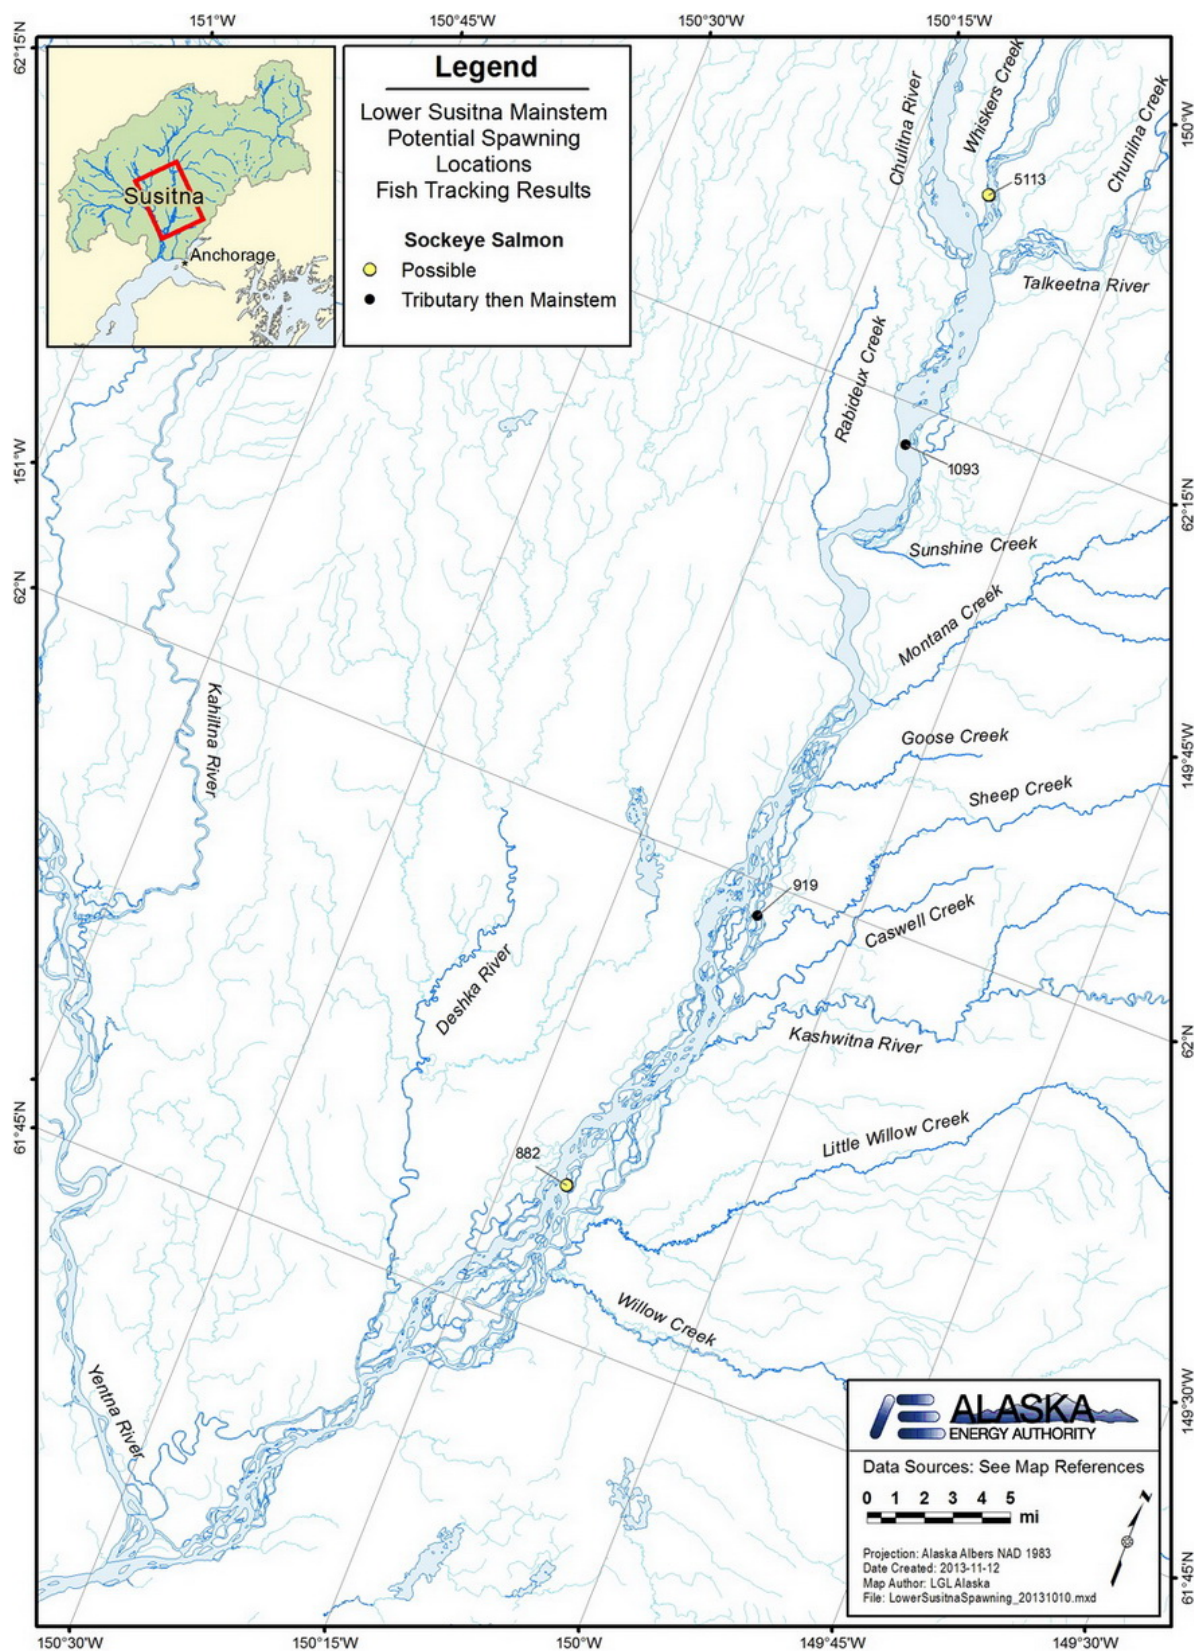 151°W
150°45'W
150°30'W
150°15'W
62°15'N
Susitna
Anchorage
Legend
Lower Susitna Mainstem
Potential Spawning
Locations
Fish Tracking Results
Sockeye Salmon
Possible
Tributary then Mainstem
Chulitna River
Whiskers Creek
Chunilna Creek
150°W
5113
Talkeetna River
Rabideux Creek
151°W
1093
62°15'N
Sunshine Creek
62°N
Montana Creek
Kahiltna River
Goose Creek
149°45'W
Sheep Creek
919
Caswell Creek
Deshka River
Kashwitna River
62°N
61°45'N
Little Willow Creek
882
Willow Creek
Yentna River
149°30'W
ALASKA
ENERGY AUTHORITY
Data Sources: See Map References
0 1 2 3 4 5
mi
N
Projection: Alaska Albers NAD 1983
Date Created: 2013-11-12
Map Author: LGL Alaska
File: LowerSusitnaSpawning_20131010.mxd
61°45'N
150°30'W
150°15'W
150°W
149°45'W
149°30'W